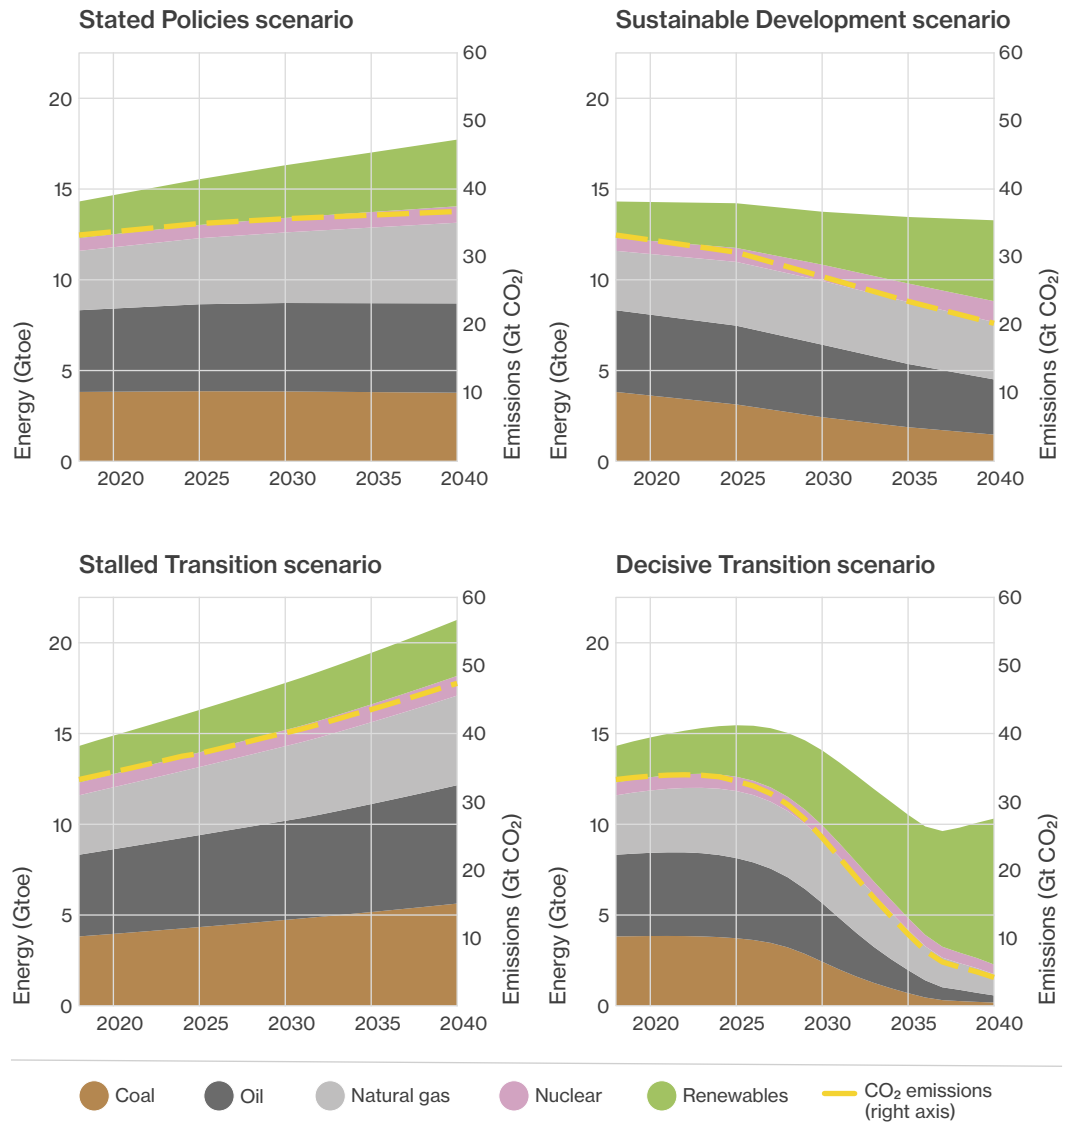 Stated Policies scenario
60
20
50
15
40
10
30
20
5
10
0
Energy (Gtoe)
Emissions (Gt CO₂)
2020 2025 2030 2035 2040
Sustainable Development scenario
60
20
50
15
40
10
30
20
5
10
0
Energy (Gtoe)
Emissions (Gt CO₂)
2020 2025 2030 2035 2040
Stalled Transition scenario
60
20
50
15
40
10
30
20
5
10
0
Energy (Gtoe)
Emissions (Gt CO₂)
2020 2025 2030 2035 2040
Decisive Transition scenario
60
20
50
15
40
10
30
20
5
10
0
Energy (Gtoe)
Emissions (Gt CO₂)
2020 2025 2030 2035 2040
Coal Oil Natural gas Nuclear Renewables CO₂ emissions
(right axis)